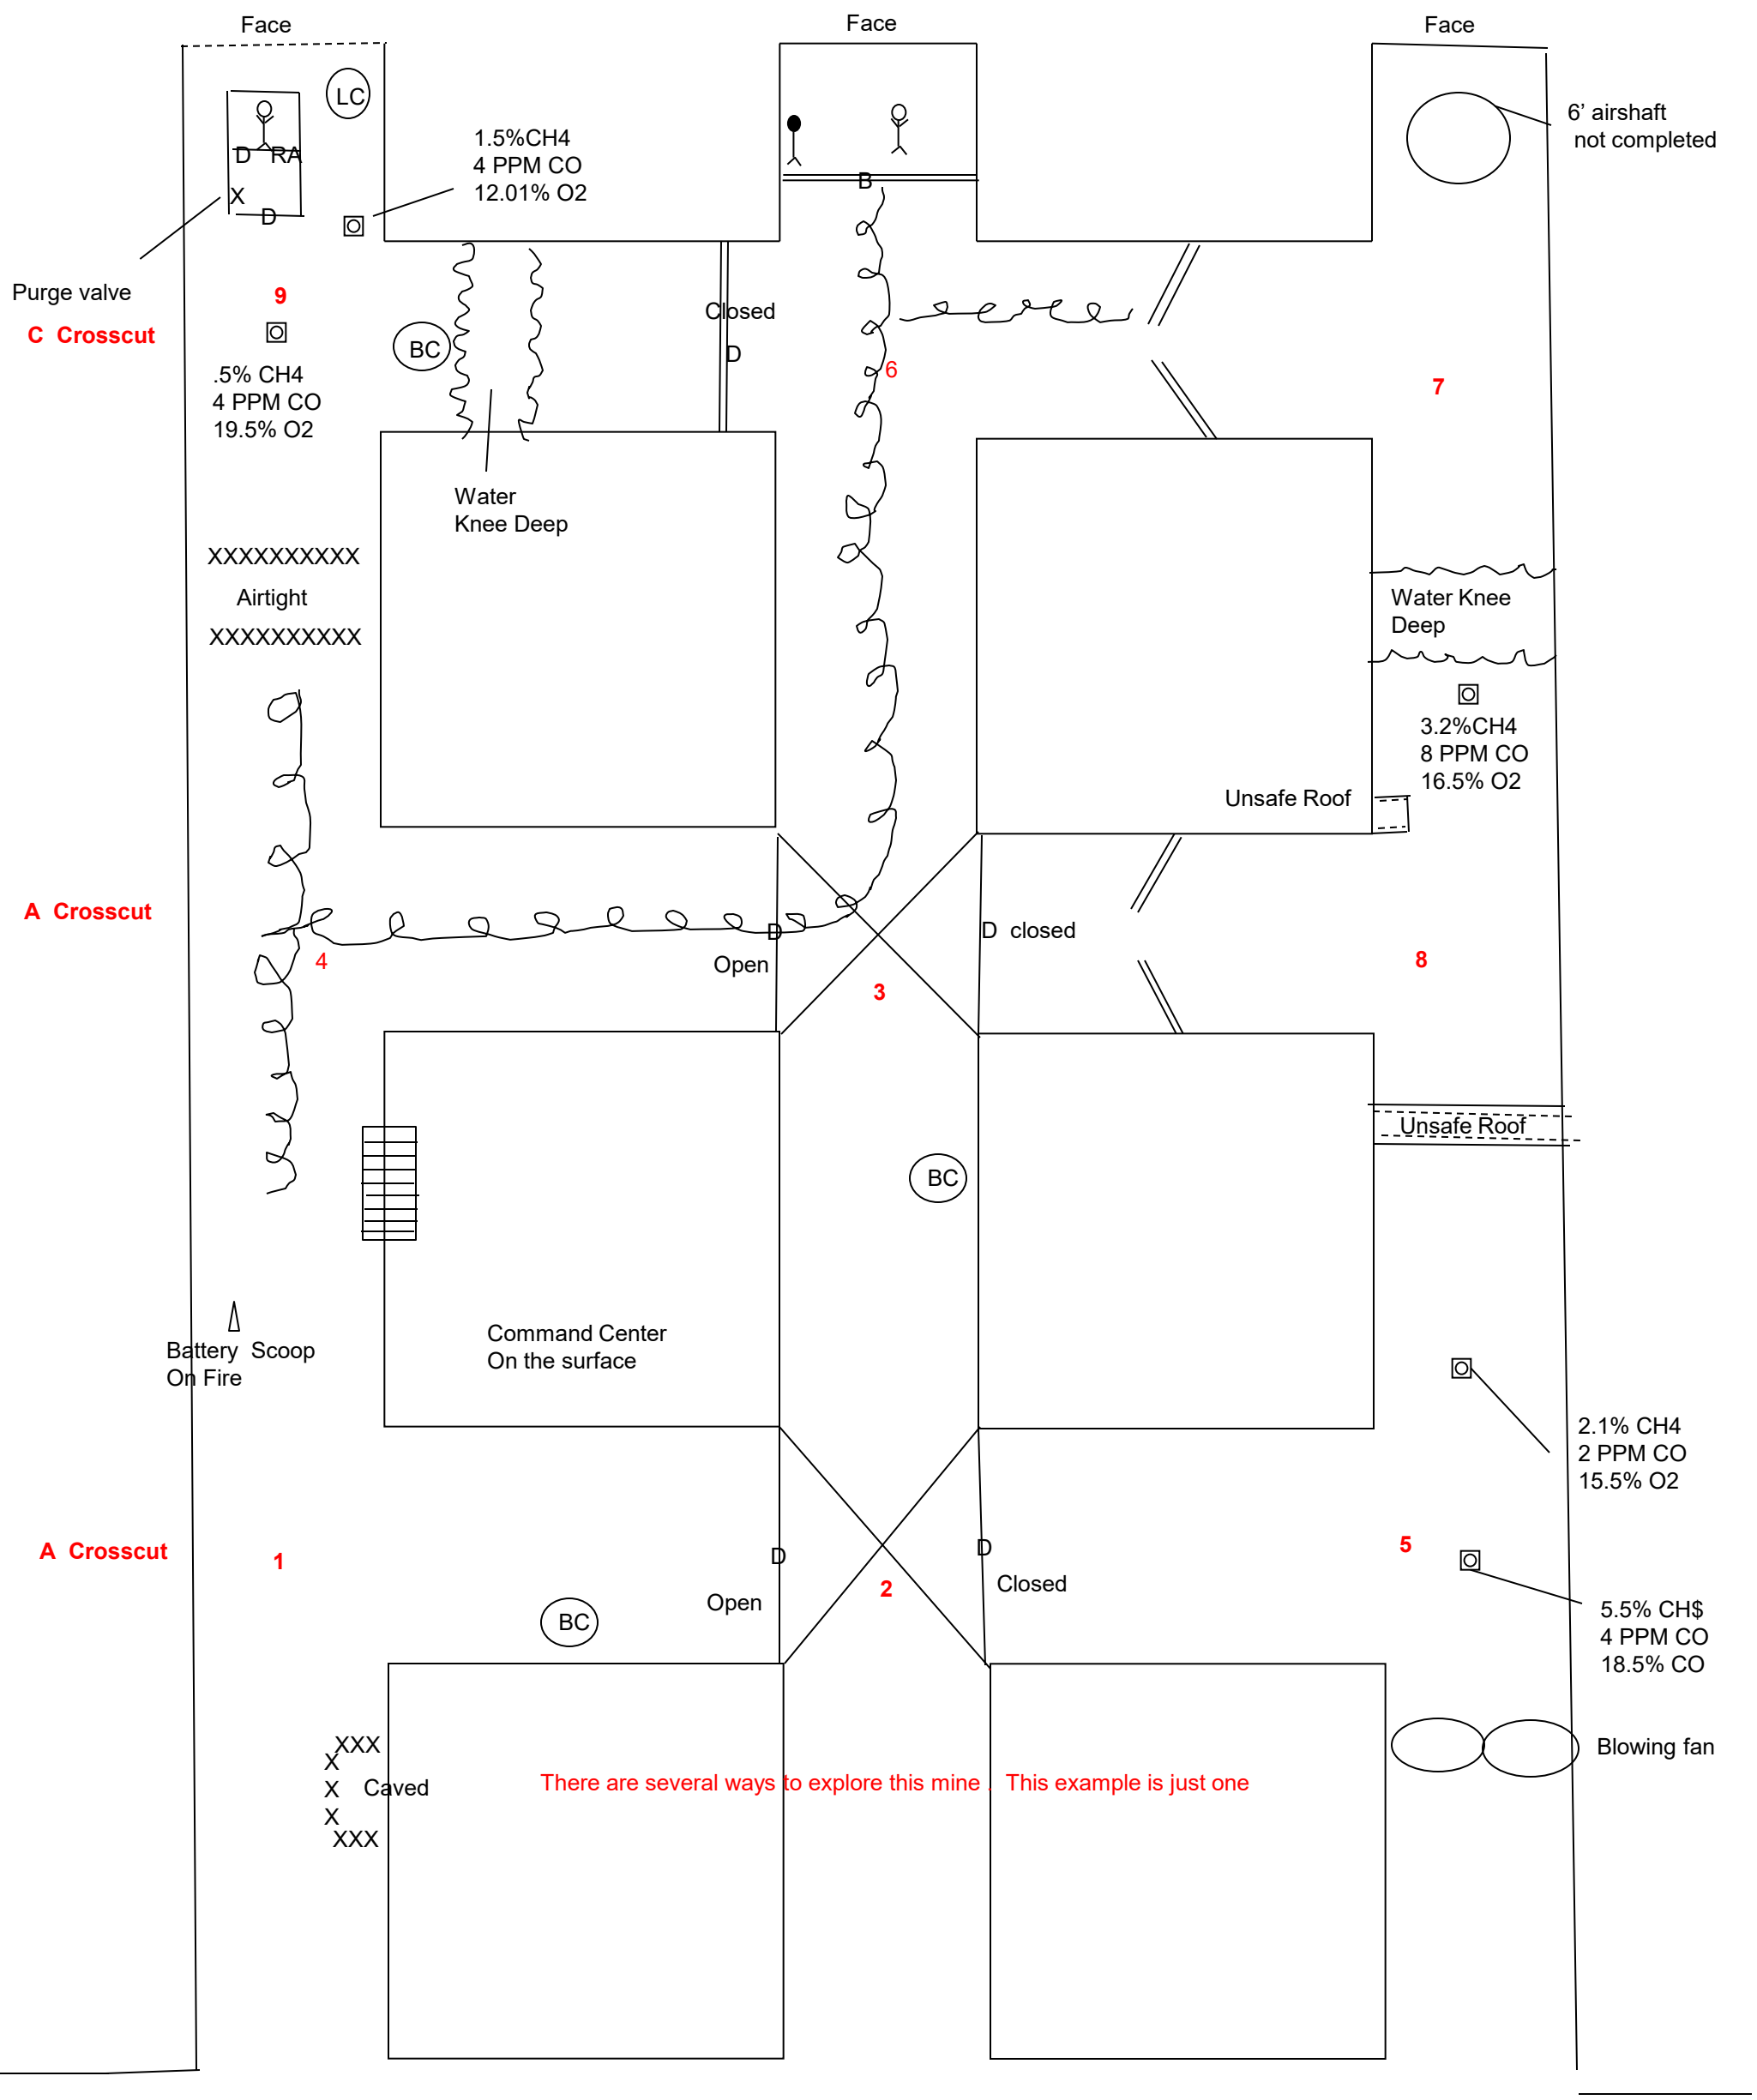 Face
Face
Face
LC
6’ airshaft
not completed
1.5%CH4
4 PPM CO
12.01% O2
D RA
X
D
B
Purge valve
9
C Crosscut
Closed
BC
D
6
7
.5% CH4
4 PPM CO
19.5% O2
Water
Knee Deep
XXXXXXXXXX
Airtight
XXXXXXXXXX
Water Knee
Deep
3.2%CH4
8 PPM CO
16.5% O2
Unsafe Roof
A Crosscut
D
D closed
4
Open
3
8
Unsafe Roof
BC
Command Center
On the surface
Battery Scoop
On Fire
2.1% CH4
2 PPM CO
15.5% O2
A Crosscut
1
D
D
5
2
Closed
Open
BC
5.5% CH$
4 PPM CO
18.5% CO
XXX
X
X Caved
X
XXX
Blowing fan
There are several ways to explore this mine . This example is just one